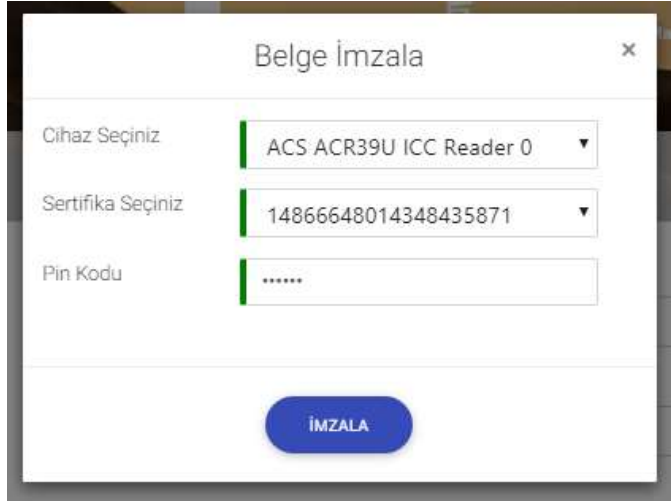 Belge İmzala
×
Cihaz Seçiniz
ACS ACR39U ICC Reader 0
Sertifika Seçiniz
14866648014348435871
Pin Kodu
••••••
İMZALA